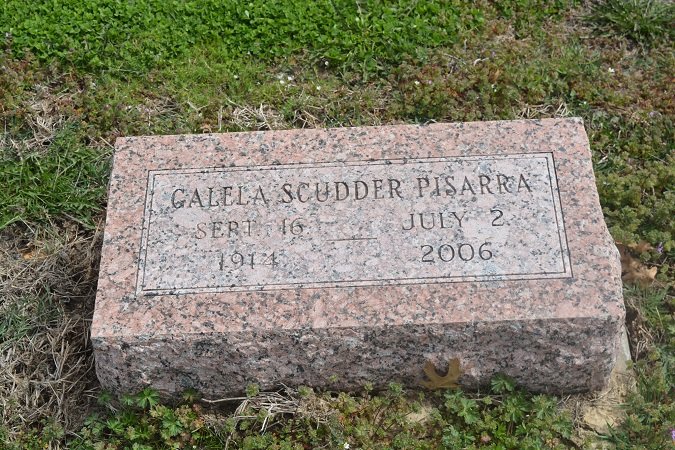 GALELA SCUDDER PISARRA
SEPT 16 — JULY 2
1914 2006